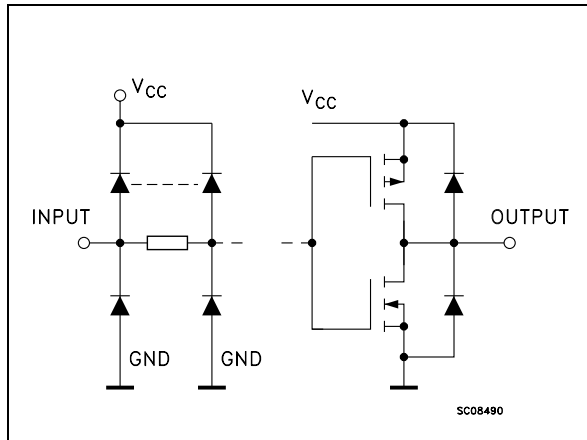 VCC
VCC
INPUT
OUTPUT
GND
GND
SC08490